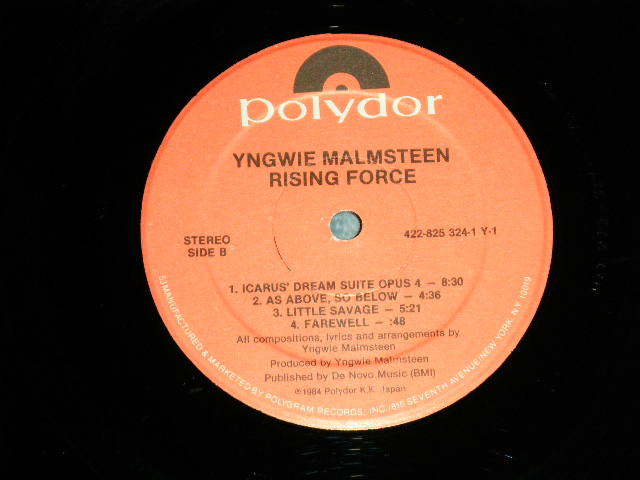 polydor
YNGWIE MALMSTEEN
RISING FORCE
STEREO
SIDE B
422-825 324-1 Y-1
1. ICARUS' DREAM SUITE OPUS 4 — 8:30
2. AS ABOVE, SO BELOW — 4:36
3. LITTLE SAVAGE — 5:21
4. FAREWELL — :48
All compositions, lyrics and arrangements by
Yngwie Malmsteen
Produced by Yngwie Malmsteen
Published by De Novo Music (BMI)
℗1984 Polydor K.K. Japan
53 MANUFACTURED & MARKETED BY POLYGRAM RECORDS, INC./810 SEVENTH AVENUE/NEW YORK, N.Y. 10019